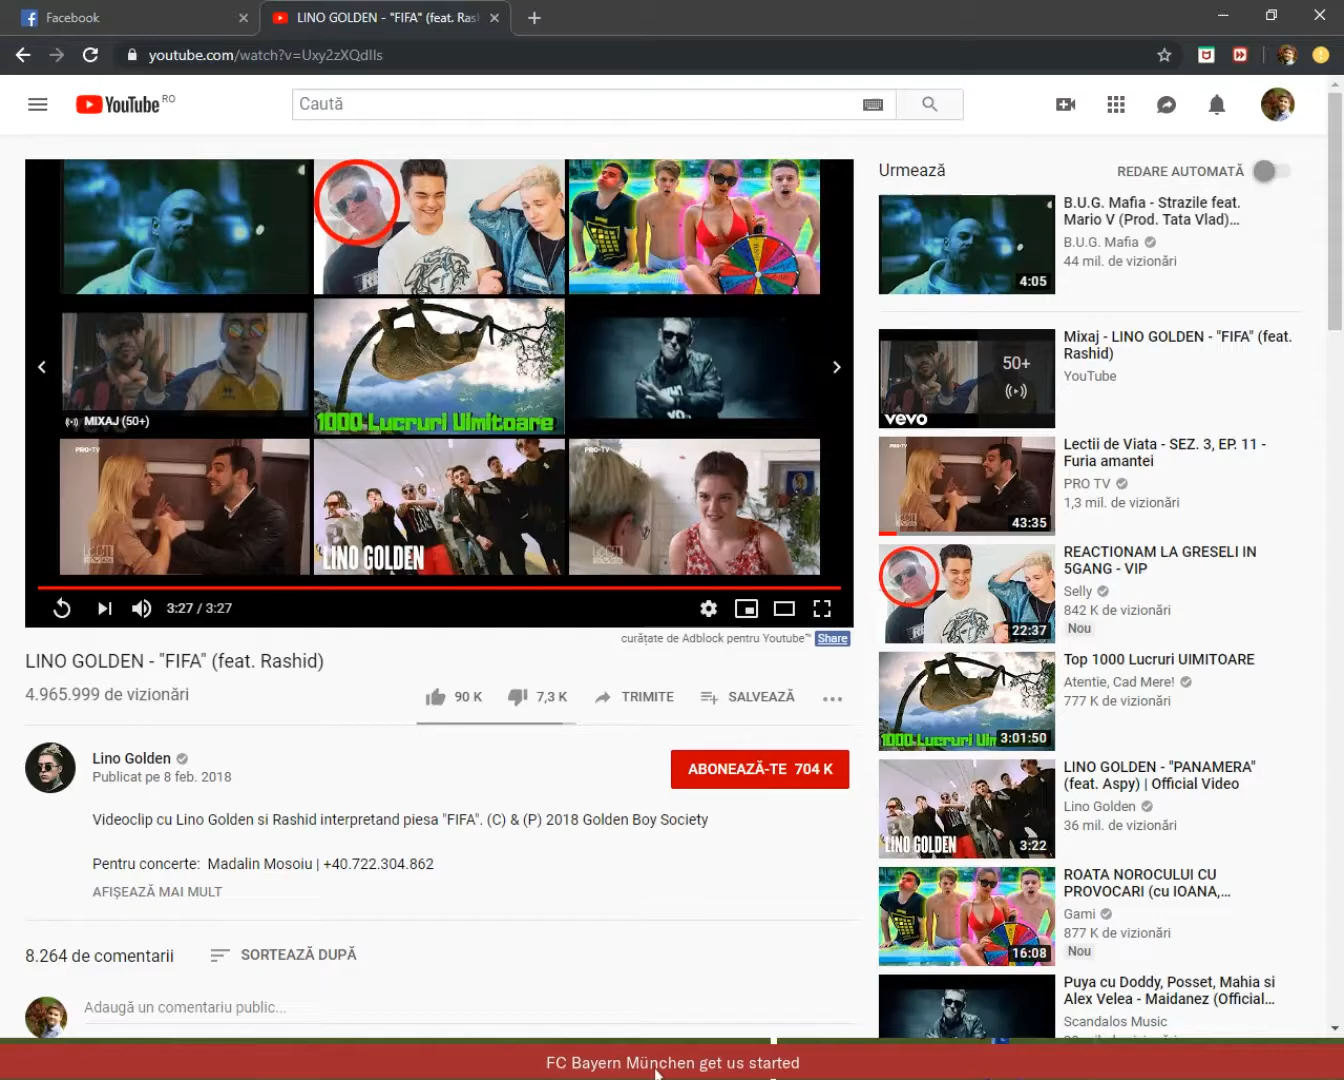 Facebook
LINO GOLDEN - "FIFA" (feat. Ras
youtube.com/watch?v=Uxy2zXQdlls
YouTube RO
Caută
MIXAJ (50+)
1000 Lucruri Uimitoare
PRO•TV
LINO GOLDEN
PRO-TV
3:27 / 3:27
curățate de Adblock pentru Youtube™ Share
LINO GOLDEN - "FIFA" (feat. Rashid)
4.965.999 de vizionări
90 K
7,3 K
TRIMITE
SALVEAZĂ
Lino Golden
Publicat pe 8 feb. 2018
ABONEAZĂ-TE 704 K
Videoclip cu Lino Golden si Rashid interpretand piesa "FIFA". (C) & (P) 2018 Golden Boy Society
Pentru concerte: Madalin Mosoiu | +40.722.304.862
AFIȘEAZĂ MAI MULT
8.264 de comentarii
SORTEAZĂ DUPĂ
Adaugă un comentariu public...
Urmează
REDARE AUTOMATĂ
4:05
B.U.G. Mafia - Strazile feat.
Mario V (Prod. Tata Vlad)...
B.U.G. Mafia
44 mil. de vizionări
50+
vevo
Mixaj - LINO GOLDEN - "FIFA" (feat.
Rashid)
YouTube
43:35
Lectii de Viata - SEZ. 3, EP. 11 -
Furia amantei
PRO TV
1,3 mil. de vizionări
22:37
REACTIONAM LA GRESELI IN
5GANG - VIP
Selly
842 K de vizionări
Nou
3:01:50
Top 1000 Lucruri UIMITOARE
Atentie, Cad Mere!
777 K de vizionări
LINO GOLDEN
3:22
LINO GOLDEN - "PANAMERA"
(feat. Aspy) | Official Video
Lino Golden
36 mil. de vizionări
16:08
ROATA NOROCULUI CU
PROVOCARI (cu IOANA,...
Gami
877 K de vizionări
Nou
Puya cu Doddy, Posset, Mahia si
Alex Velea - Maidanez (Official...
Scandalos Music
FC Bayern München get us started